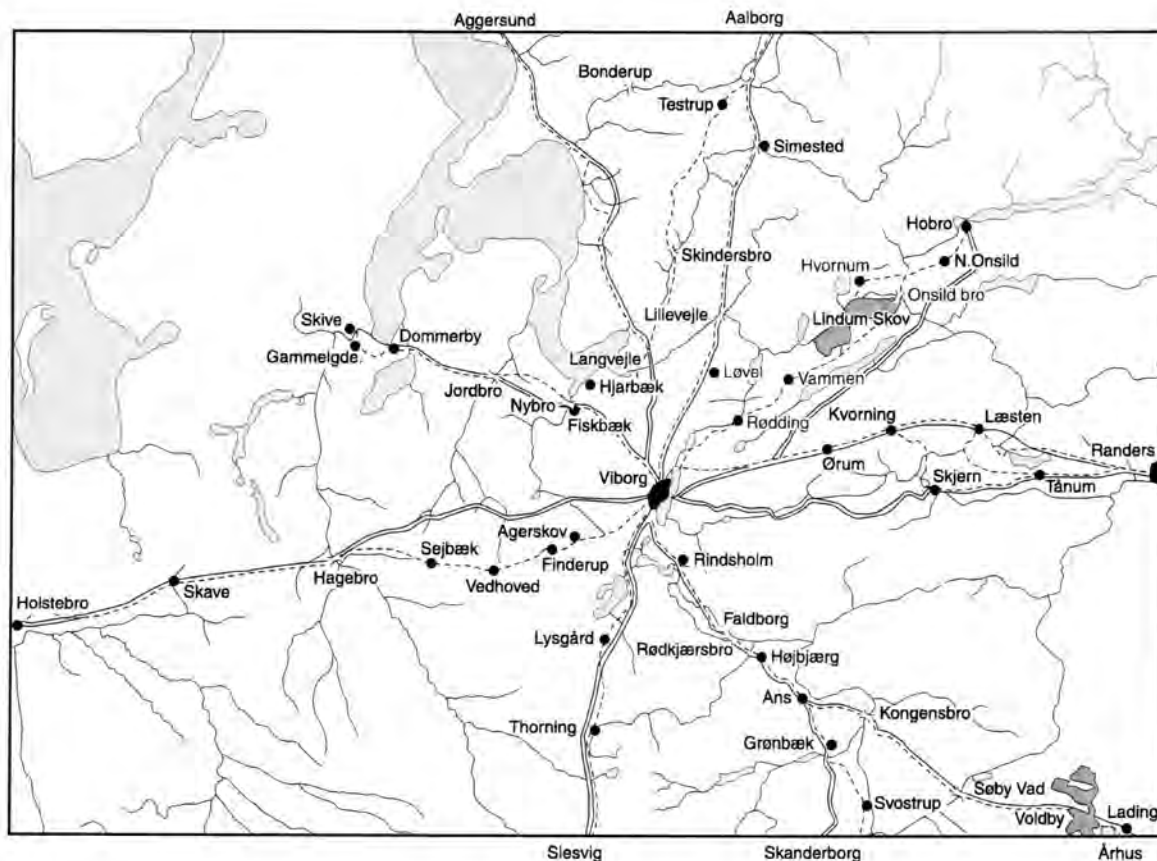 Aggersund
Aalborg
Bonderup
Testrup
Simested
Hobro
N.Onsild
Hvornum
Skindersbro
Onsild bro
Lindum Skov
Lillevejle
Skive
Dommerby
Gammelgde.
Langvejle
Hjarbæk
Løvel
Vammen
Jordbro
Nybro
Fiskbæk
Rødding
Kvorning
Læsten
Randers
Ørum
Viborg
Skjern
Tånum
Agerskov
Sejbæk
Finderup
Rindsholm
Hagebro
Vedhoved
Skave
Holstebro
Faldborg
Lysgård
Rødkjærsbro
Højbjærg
Ans
Kongensbro
Thorning
Grønbæk
Søby Vad
Svostrup
Voldby
Lading
Slesvig
Skanderborg
Århus